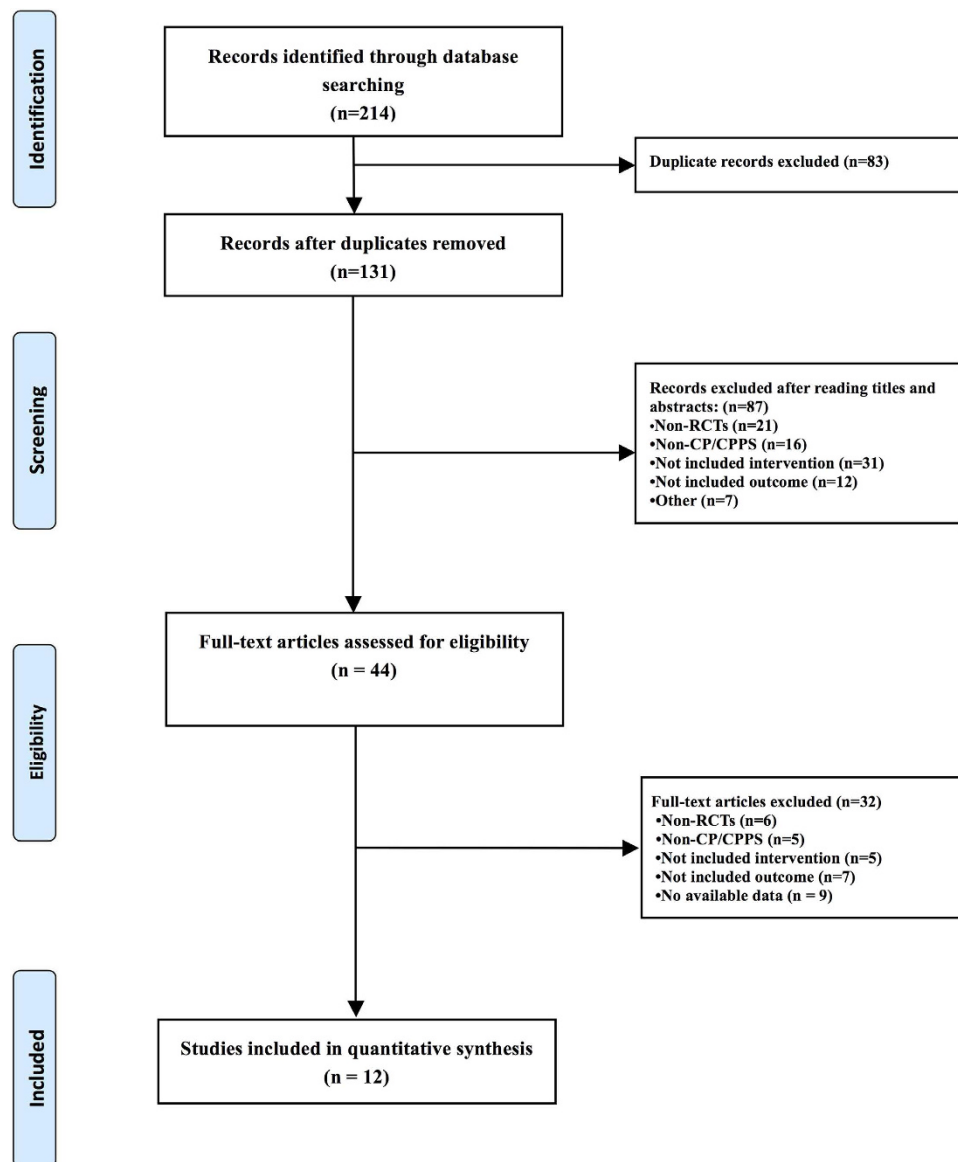 Identification
Records identified through database
searching
(n=214)
Duplicate records excluded (n=83)
Records after duplicates removed
(n=131)
Screening
Records excluded after reading titles and
abstracts: (n=87)
•Non-RCTs (n=21)
•Non-CP/CPPS (n=16)
•Not included intervention (n=31)
•Not included outcome (n=12)
•Other (n=7)
Eligibility
Full-text articles assessed for eligibility
(n = 44)
Full-text articles excluded (n=32)
•Non-RCTs (n=6)
•Non-CP/CPPS (n=5)
•Not included intervention (n=5)
•Not included outcome (n=7)
•No available data (n = 9)
Included
Studies included in quantitative synthesis
(n = 12)